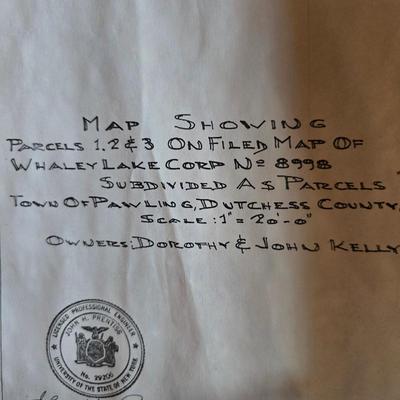 MAP SHOWING
PARCELS 1, 2 & 3 ON FILED MAP OF
WHALEY LAKE CORP Nº 8998
SUBDIVIDED AS PARCELS
TOWN OF PAWLING, DUTCHESS COUNTY,
SCALE: 1" = 20'-0"
OWNERS: DOROTHY & JOHN KELLY
LICENSED PROFESSIONAL ENGINEER
JOHN H. PRENTISS
No. 29206
UNIVERSITY OF THE STATE OF NEW YORK